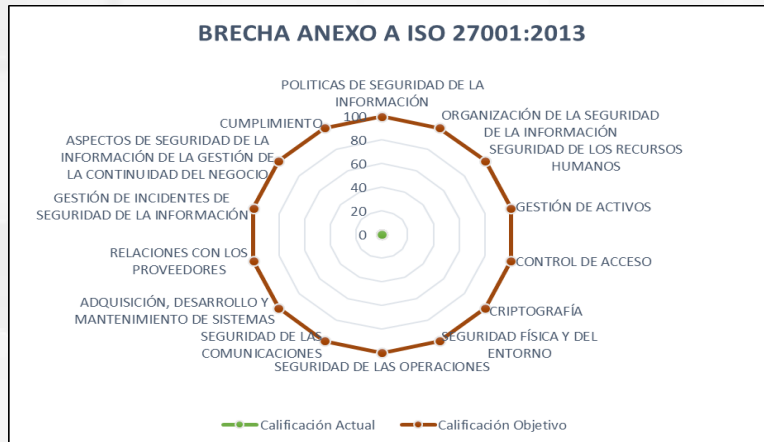 BRECHA ANEXO A ISO 27001:2013
POLITICAS DE SEGURIDAD DE LA
INFORMACIÓN
ORGANIZACIÓN DE LA SEGURIDAD
DE LA INFORMACIÓN
SEGURIDAD DE LOS RECURSOS
HUMANOS
GESTIÓN DE ACTIVOS
CONTROL DE ACCESO
CRIPTOGRAFÍA
SEGURIDAD FÍSICA Y DEL
ENTORNO
SEGURIDAD DE LAS OPERACIONES
SEGURIDAD DE LAS
COMUNICACIONES
ADQUISICIÓN, DESARROLLO Y
MANTENIMIENTO DE SISTEMAS
RELACIONES CON LOS
PROVEEDORES
GESTIÓN DE INCIDENTES DE
SEGURIDAD DE LA INFORMACIÓN
ASPECTOS DE SEGURIDAD DE LA
INFORMACIÓN DE LA GESTIÓN DE
LA CONTINUIDAD DEL NEGOCIO
CUMPLIMIENTO
100
80
60
40
20
0
Calificación Actual
Calificación Objetivo